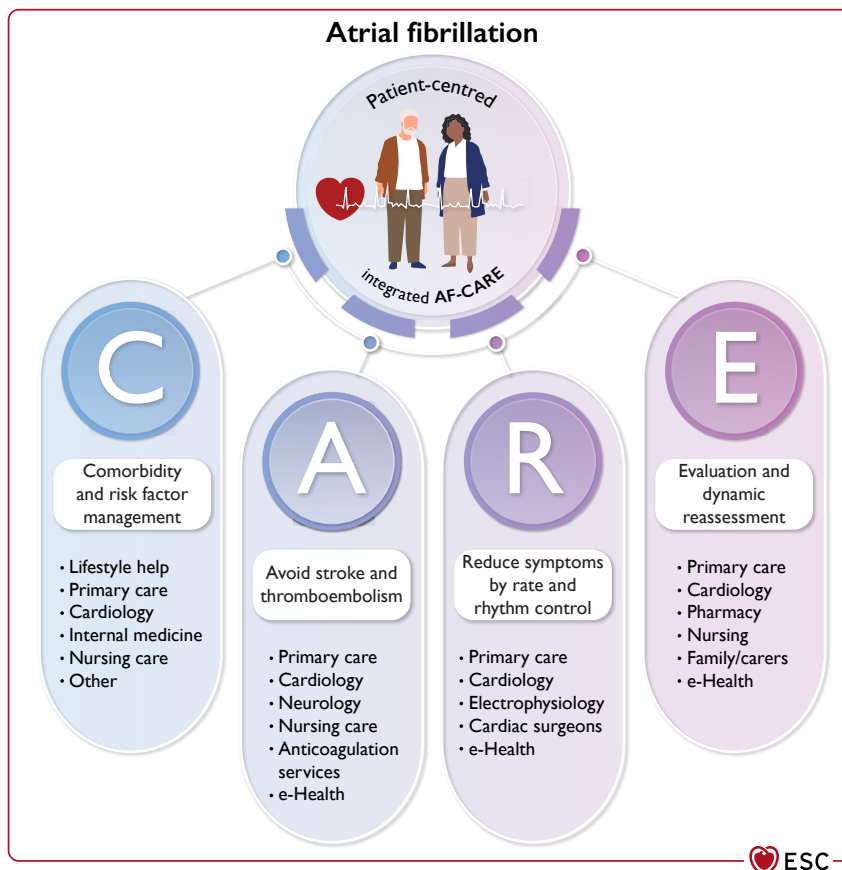 Atrial fibrillation
Patient-centred
integrated AF-CARE
C
Comorbidity
and risk factor
management
• Lifestyle help
• Primary care
• Cardiology
• Internal medicine
• Nursing care
• Other
A
Avoid stroke and
thromboembolism
• Primary care
• Cardiology
• Neurology
• Nursing care
• Anticoagulation
services
• e-Health
R
Reduce symptoms
by rate and
rhythm control
• Primary care
• Cardiology
• Electrophysiology
• Cardiac surgeons
• e-Health
E
Evaluation and
dynamic
reassessment
• Primary care
• Cardiology
• Pharmacy
• Nursing
• Family/carers
• e-Health
ESC